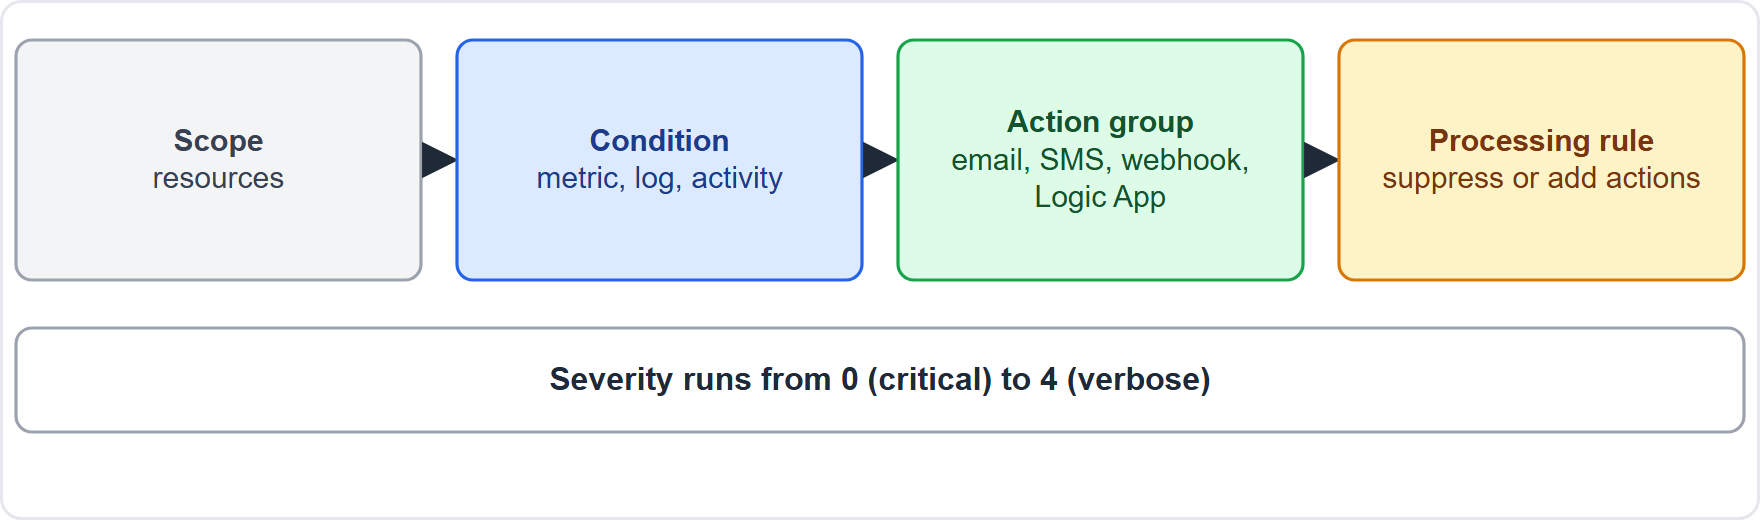 Scope
resources
Condition
metric, log, activity
Action group
email, SMS, webhook,
Logic App
Processing rule
suppress or add actions
Severity runs from 0 (critical) to 4 (verbose)